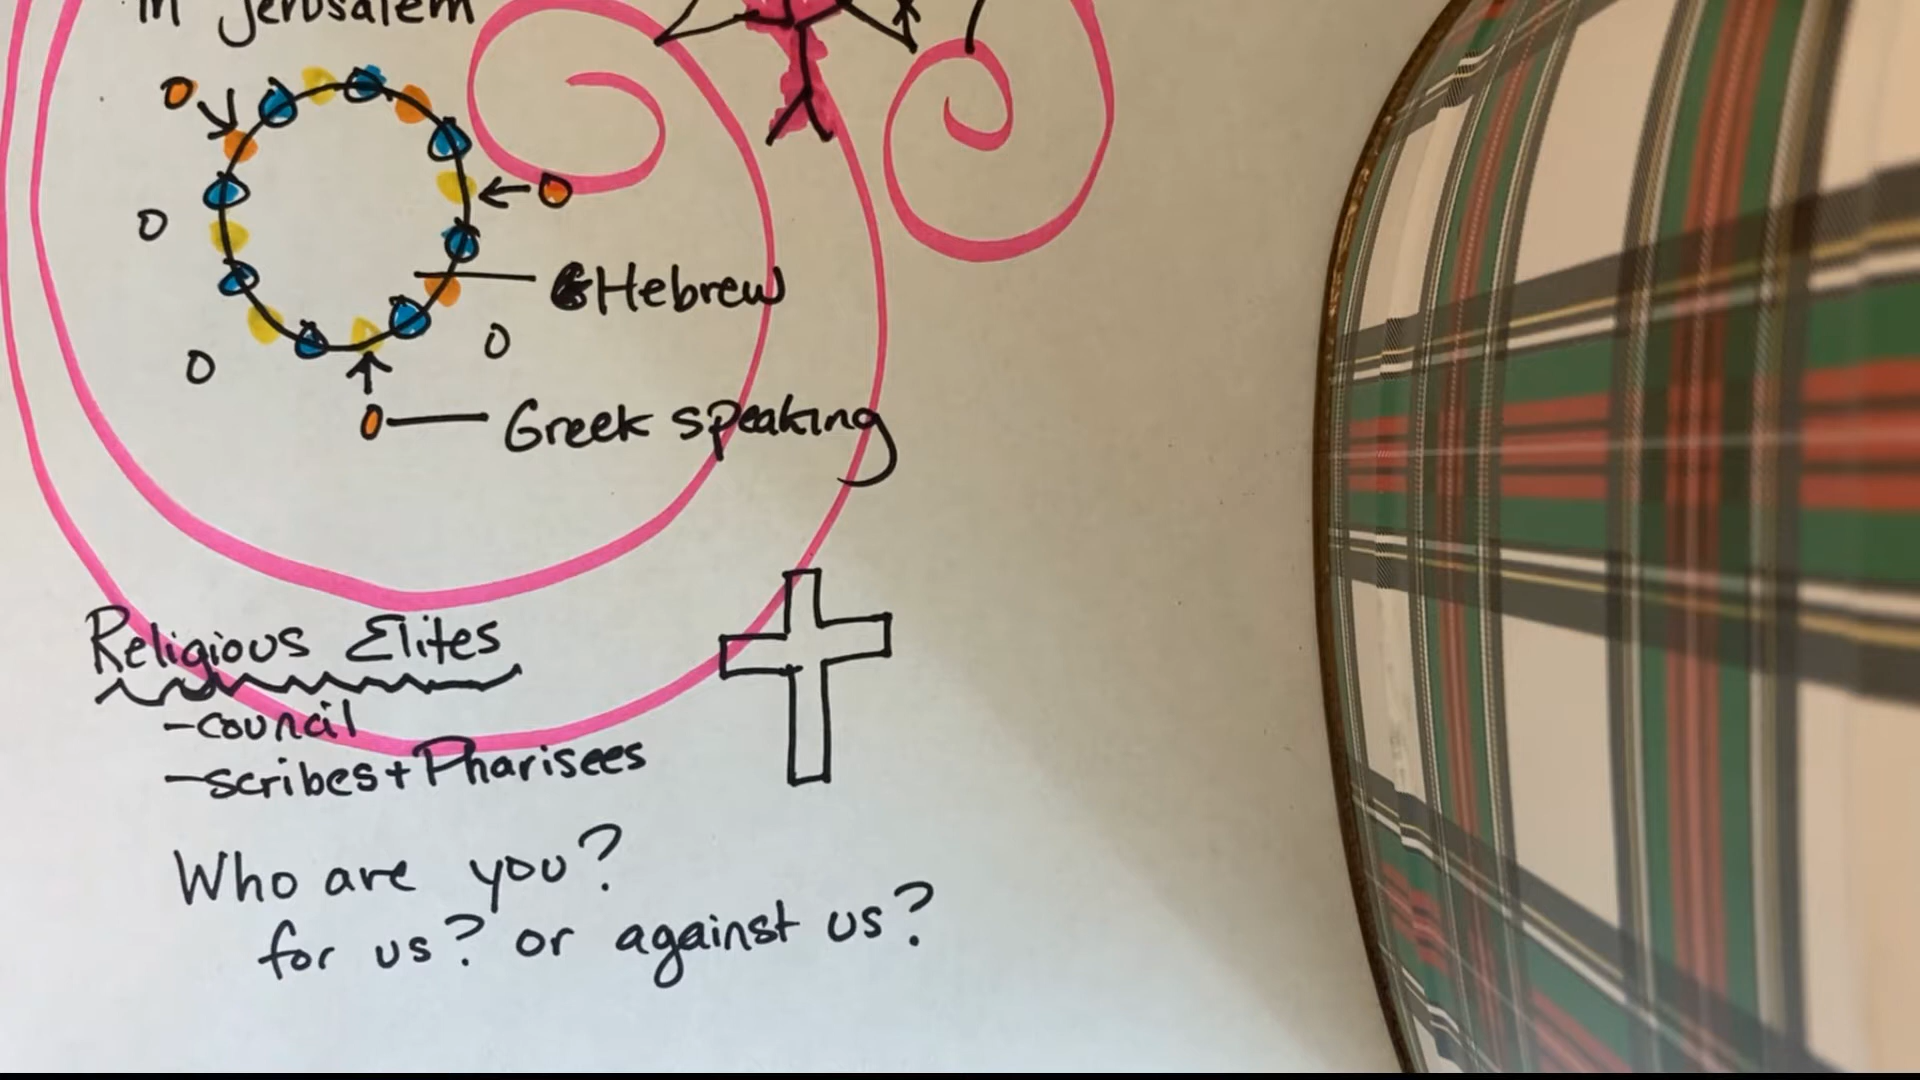 in Jerusalem
Hebrew
Greek speaking
Religious Elites
-council
-scribes + Pharisees
Who are you?
for us? or against us?